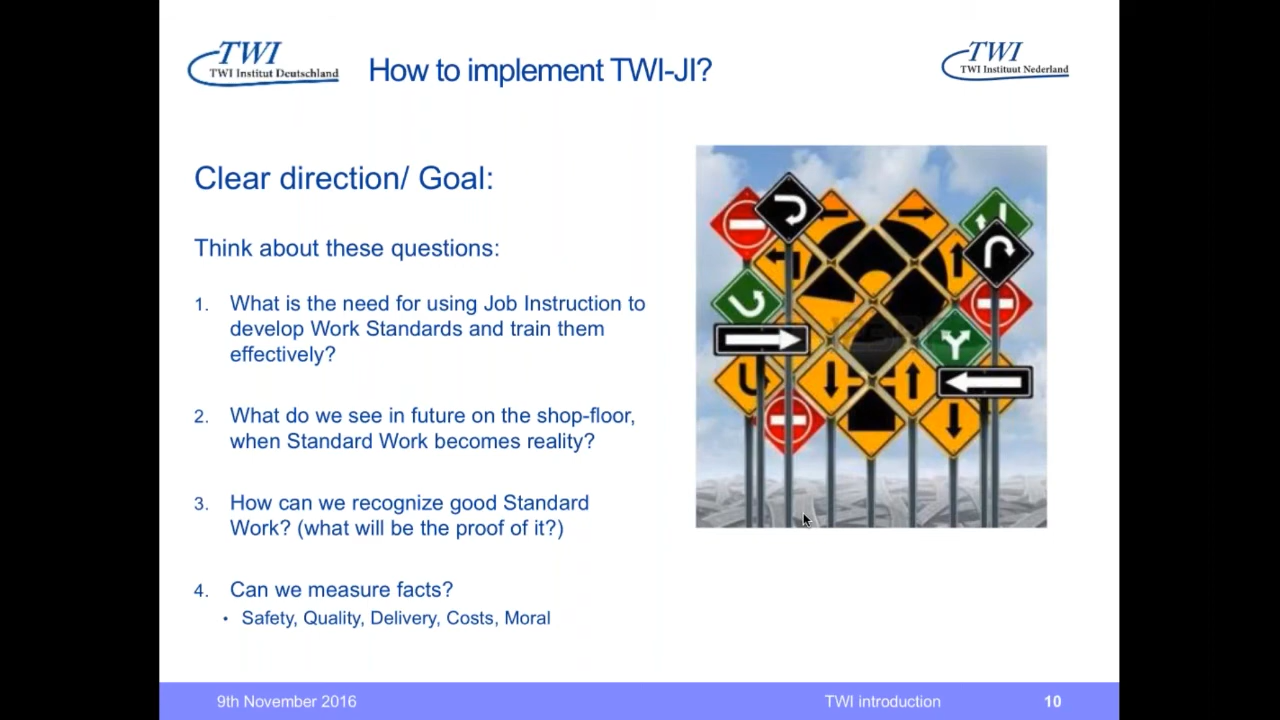 TWI
TWI Institut Deutschland
How to implement TWI-JI?
TWI
TWI Instituut Nederland
Clear direction/ Goal:
Think about these questions:
1. What is the need for using Job Instruction to
develop Work Standards and train them
effectively?
2. What do we see in future on the shop-floor,
when Standard Work becomes reality?
3. How can we recognize good Standard
Work? (what will be the proof of it?)
4. Can we measure facts?
• Safety, Quality, Delivery, Costs, Moral
9th November 2016
TWI introduction
10